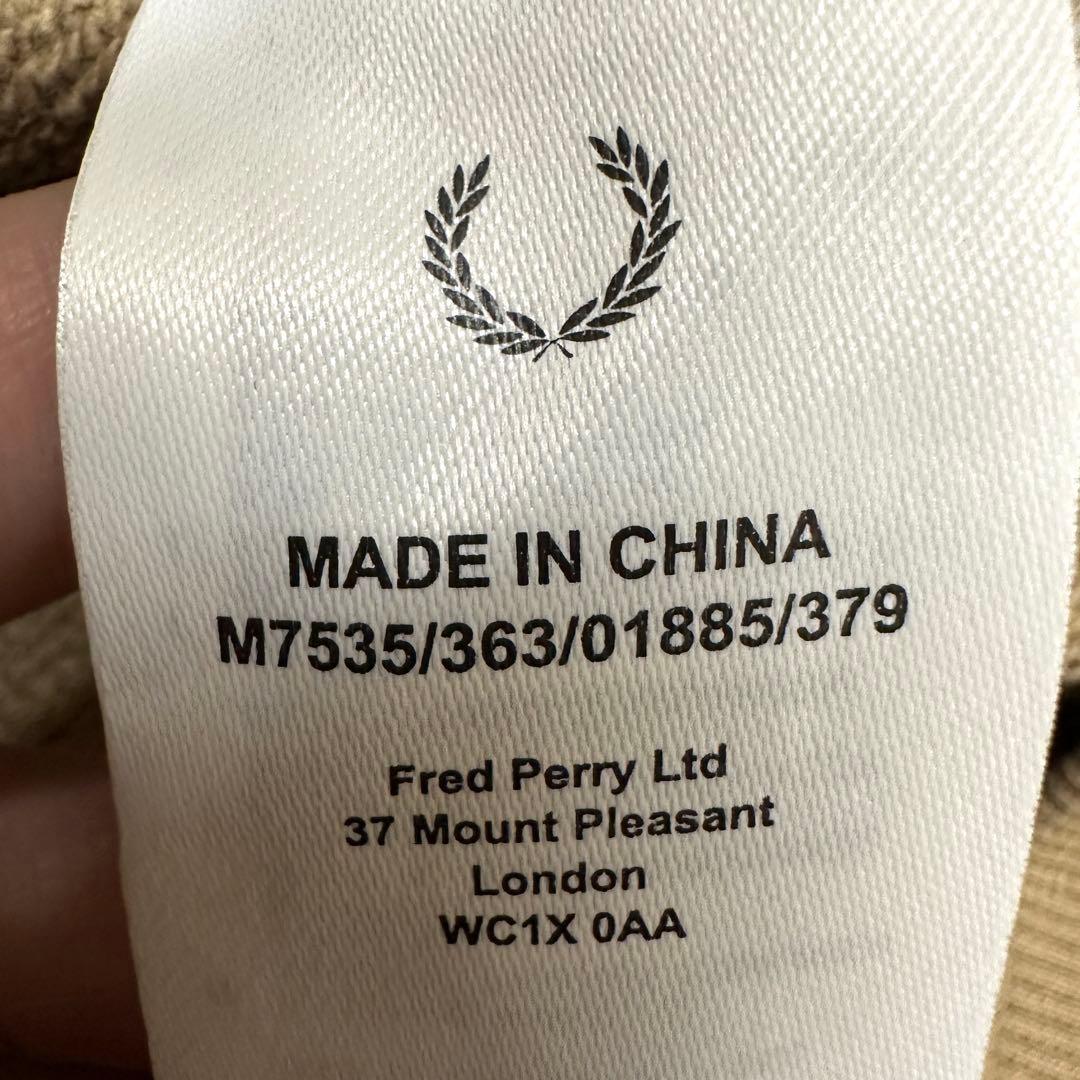 MADE IN CHINA
M7535/363/01885/379
Fred Perry Ltd
37 Mount Pleasant
London
WC1X 0AA